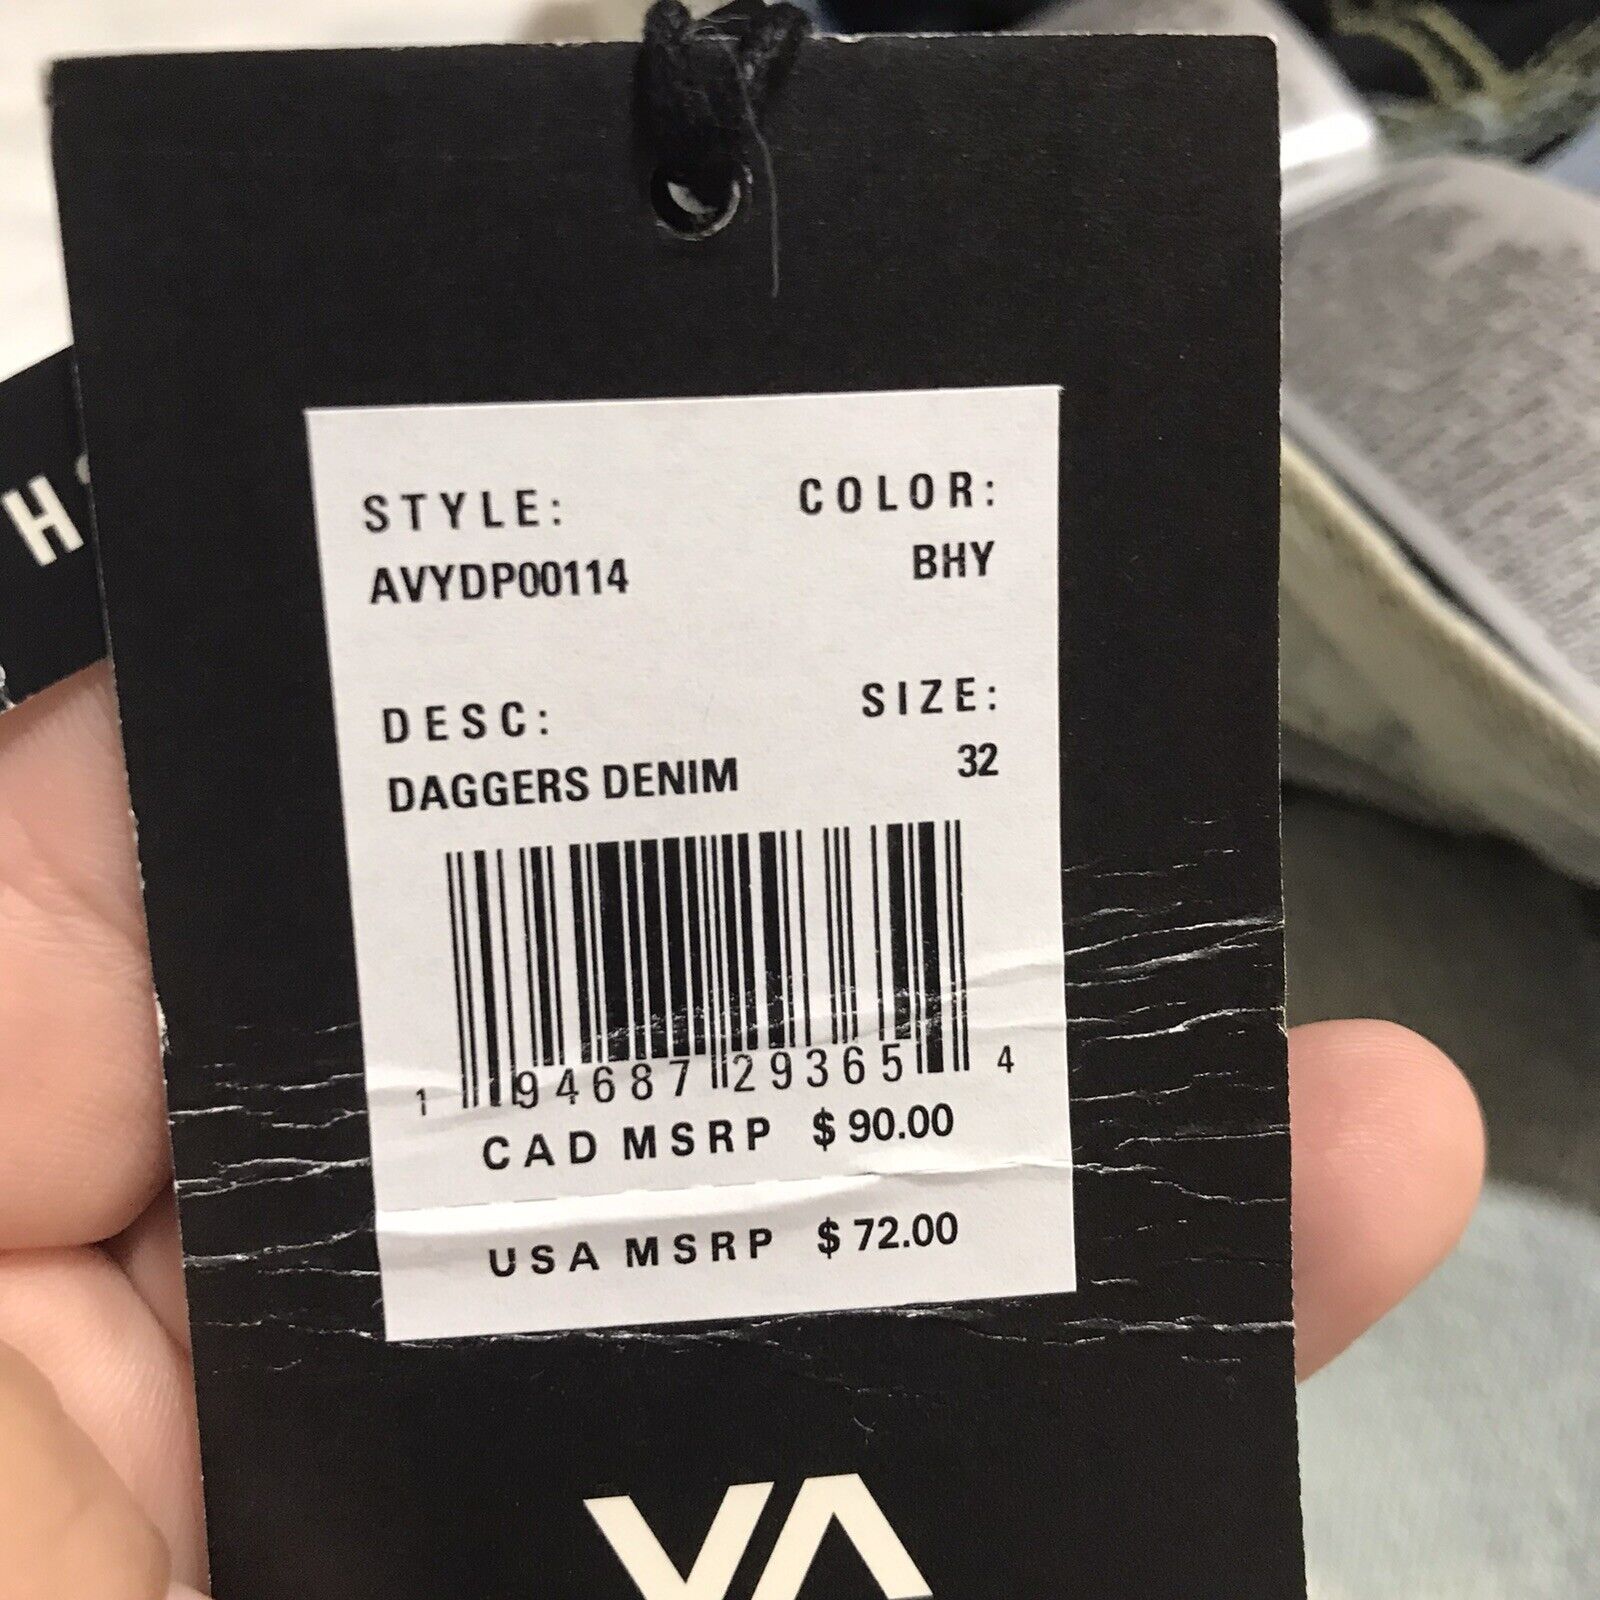 STYLE: COLOR:
AVYDP00114 BHY
DESC: SIZE:
DAGGERS DENIM 32
1 94687 29365 4
CAD MSRP $ 90.00
USA MSRP $ 72.00
VA
H